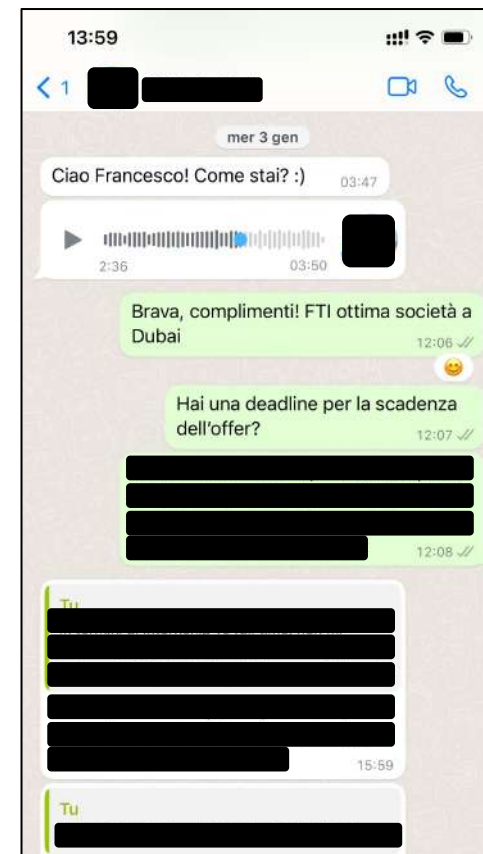 13:59
1
mer 3 gen
Ciao Francesco! Come stai? :) 03:47
2:36 03:50
Brava, complimenti! FTI ottima società a
Dubai
12:06
Hai una deadline per la scadenza
dell'offer?
12:07
12:08
Tu
15:59
Tu